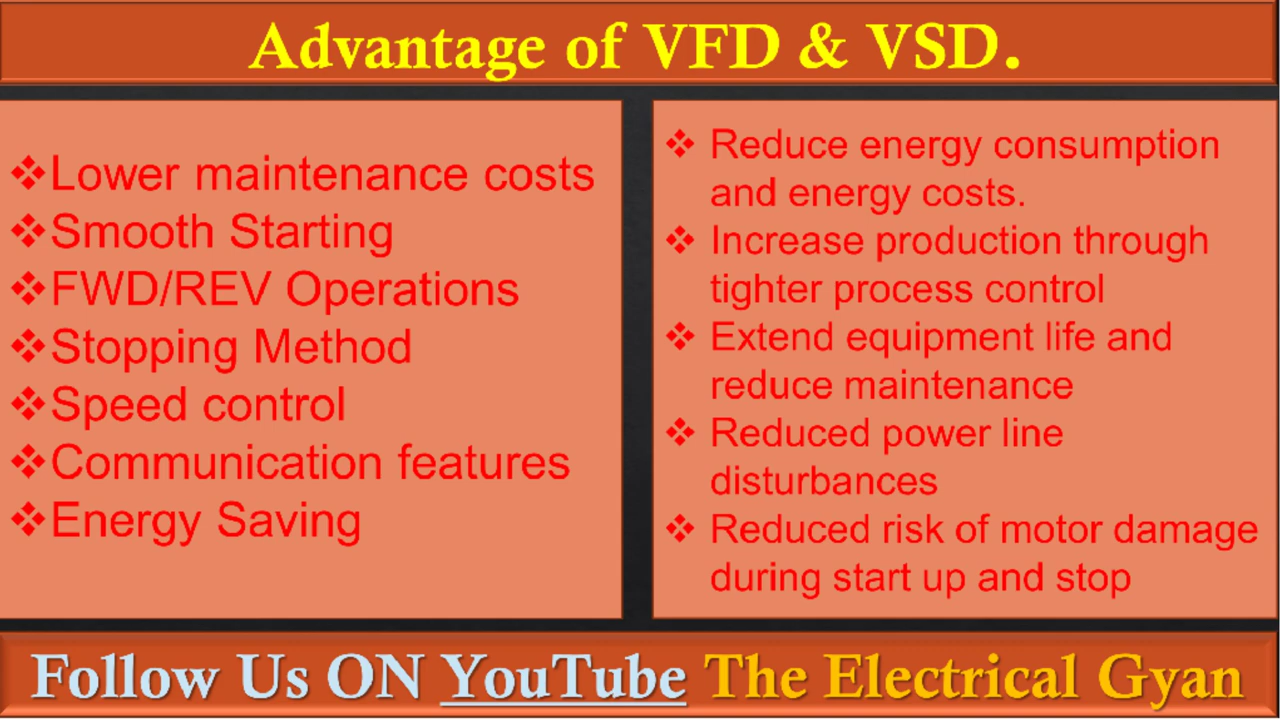 Advantage of VFD & VSD.
❖Lower maintenance costs
❖Smooth Starting
❖FWD/REV Operations
❖Stopping Method
❖Speed control
❖Communication features
❖Energy Saving
❖ Reduce energy consumption
and energy costs.
❖ Increase production through
tighter process control
❖ Extend equipment life and
reduce maintenance
❖ Reduced power line
disturbances
❖ Reduced risk of motor damage
during start up and stop
Follow Us ON YouTube The Electrical Gyan